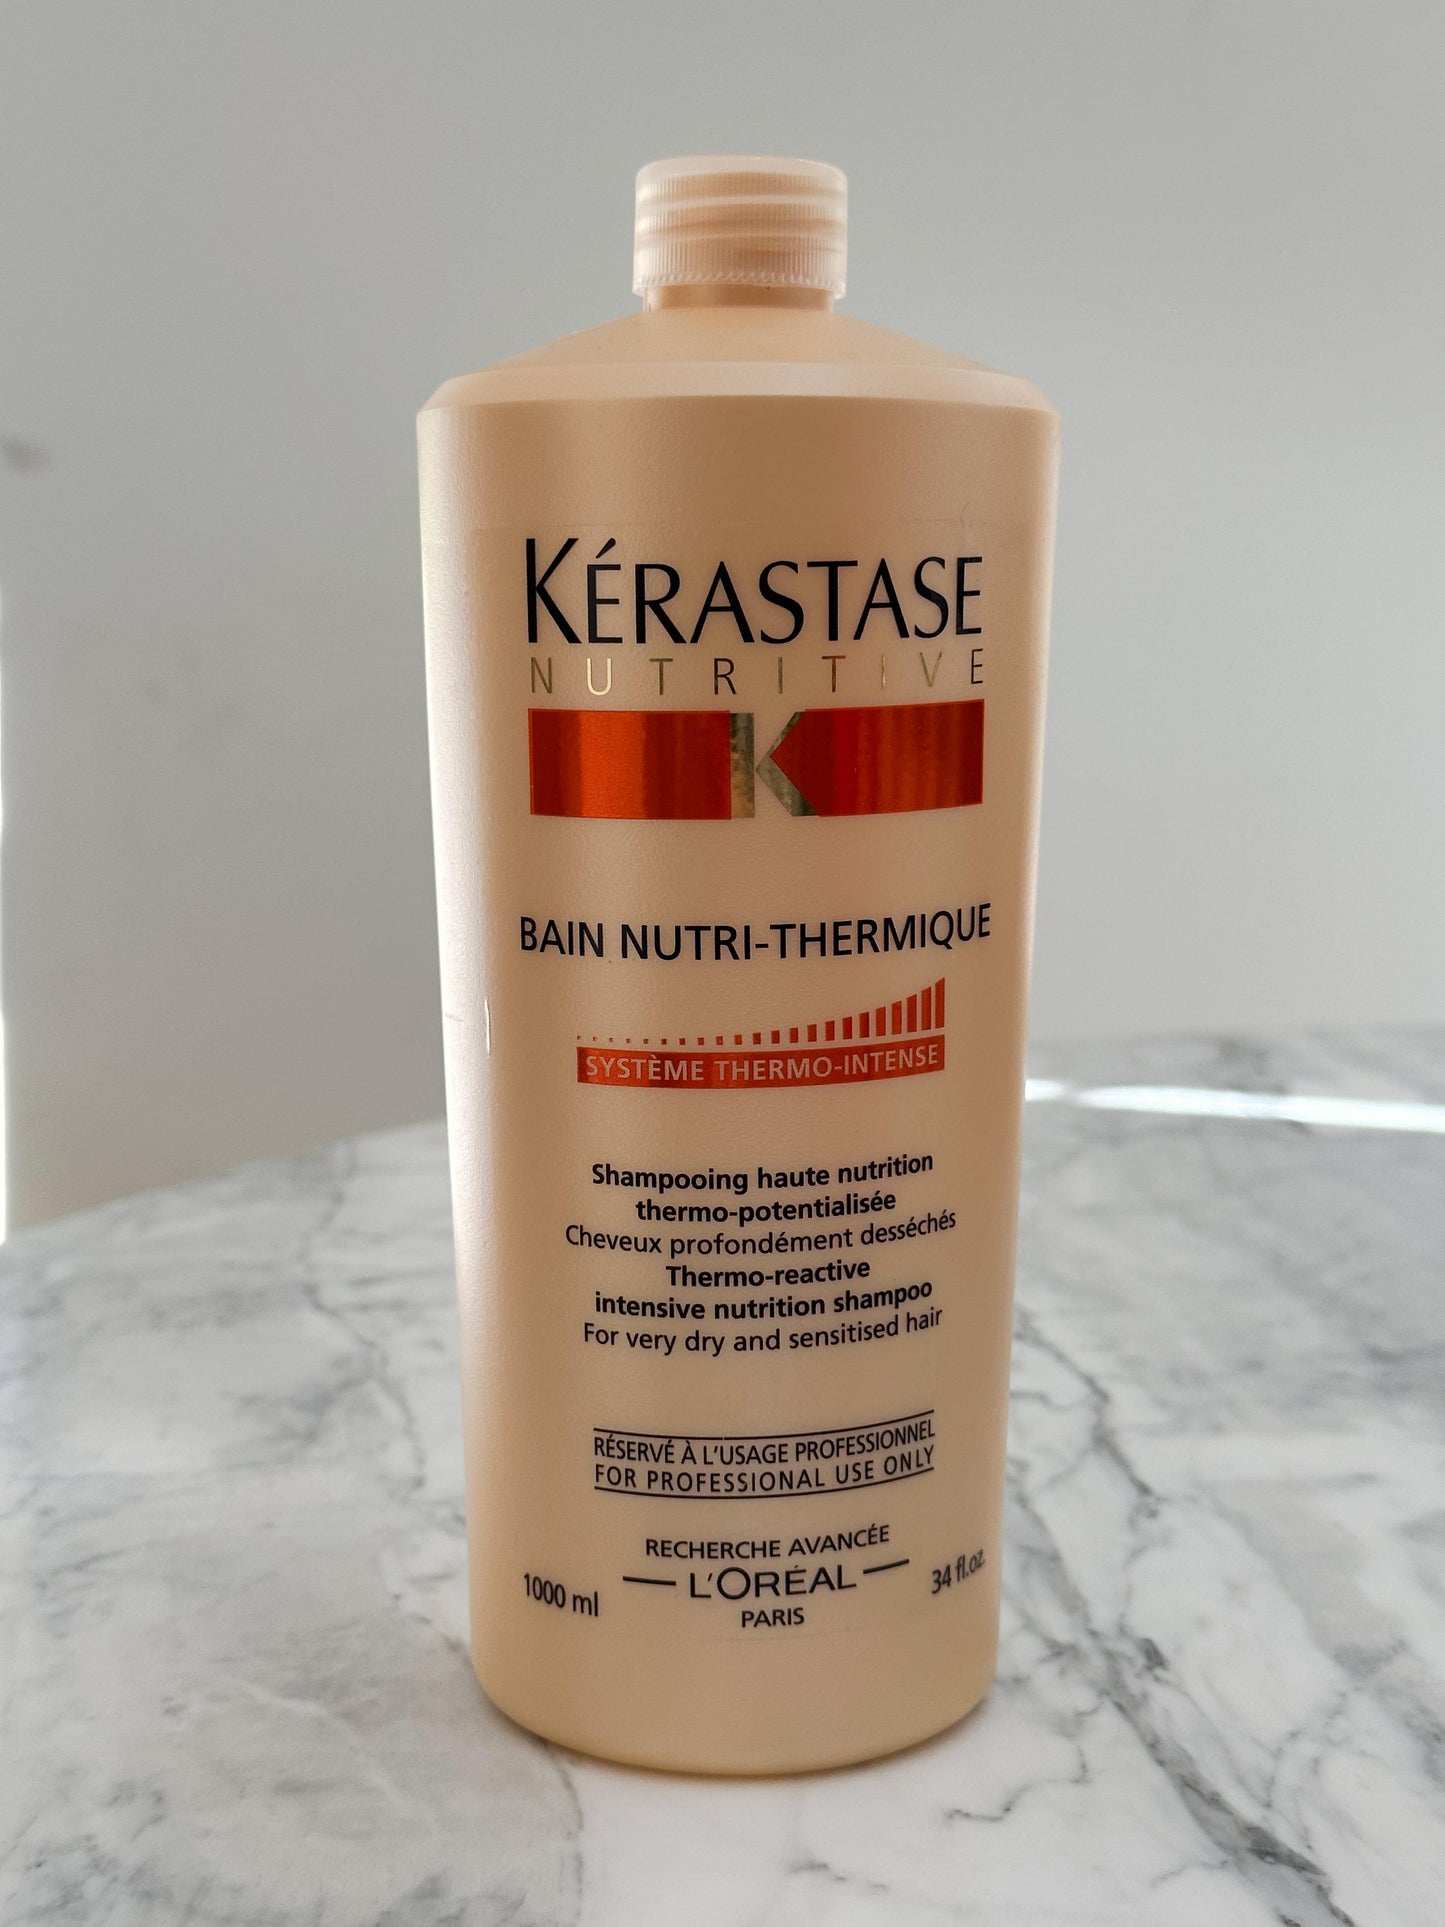 KÉRASTASE
NUTRITIVE
K
BAIN NUTRI-THERMIQUE
SYSTÈME THERMO-INTENSE
Shampooing haute nutrition
thermo-potentialisée
Cheveux profondément desséchés
Thermo-reactive
intensive nutrition shampoo
For very dry and sensitised hair
RÉSERVÉ À L'USAGE PROFESSIONNEL
FOR PROFESSIONAL USE ONLY
RECHERCHE AVANCÉE
1000 ml L'ORÉAL 34 fl.oz.
PARIS